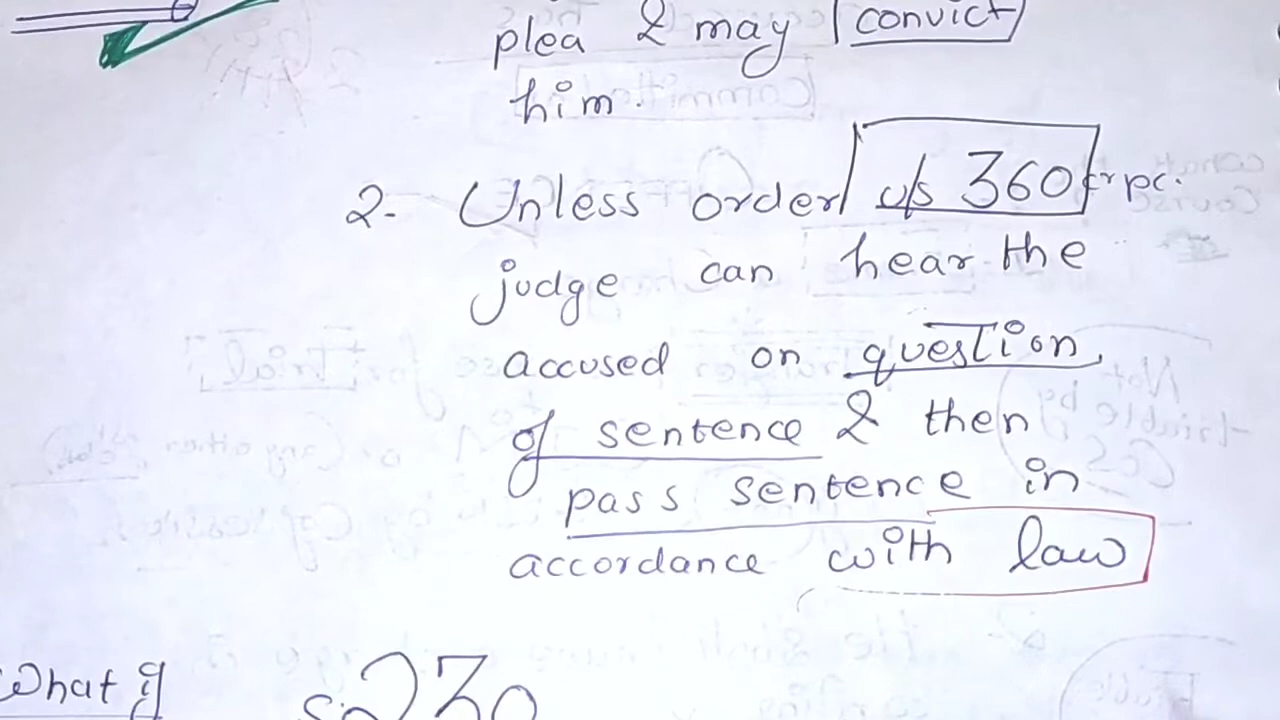 plea & may convict
him.
2- Unless order u/s 360 Crpc.
judge can hear the
accused on question
of sentence & then
pass sentence in
accordance with law
What if
S.230